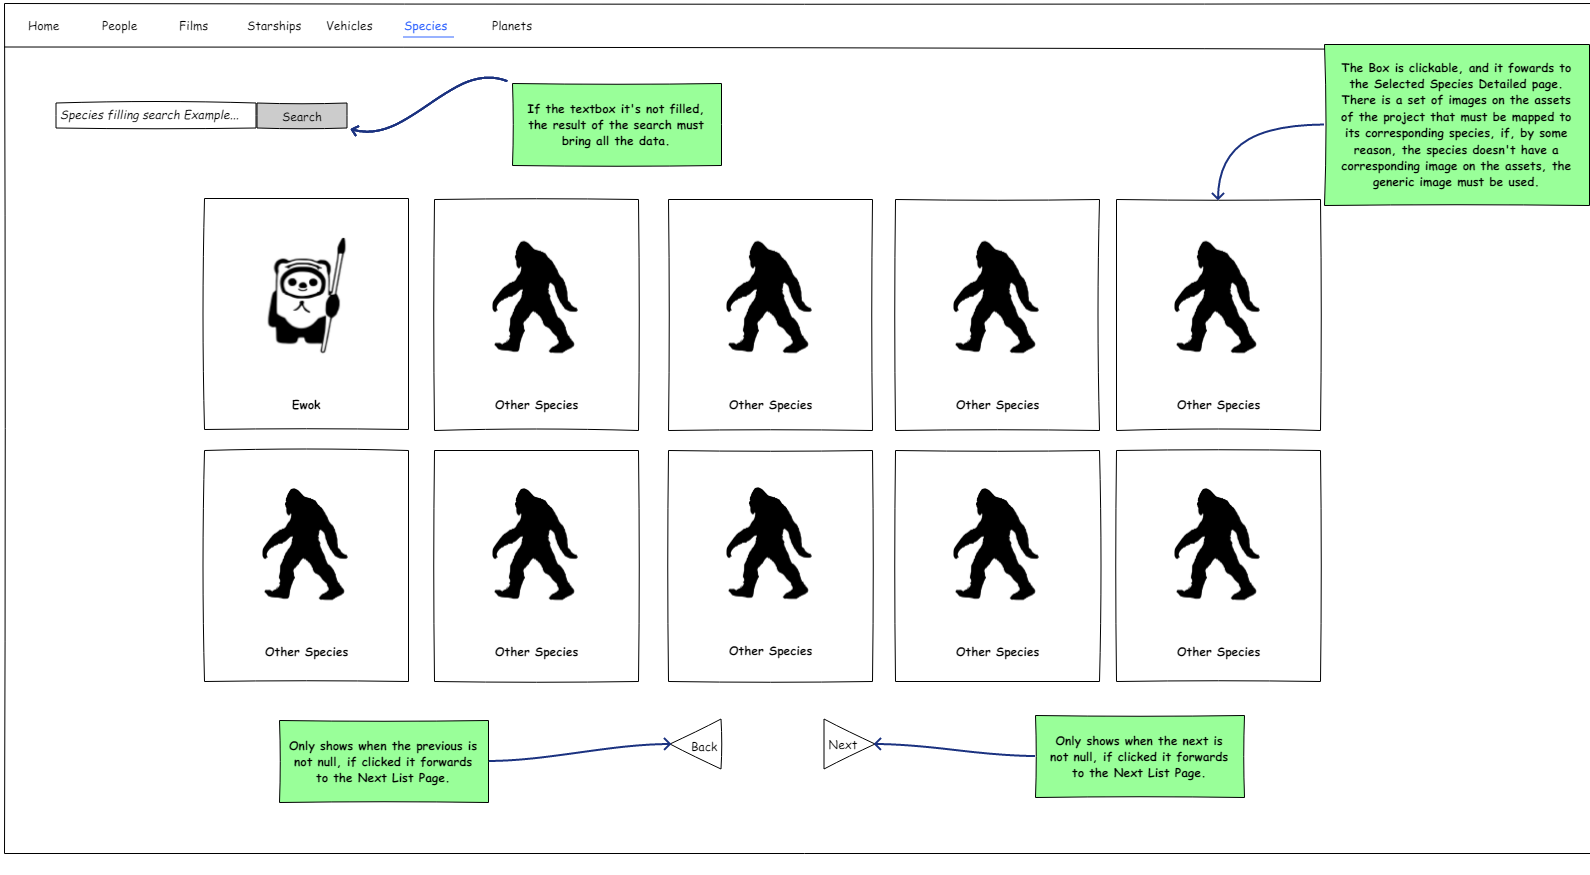 Home People Films Starships Vehicles Species Planets
Species filling search Example...
Search
If the textbox it's not filled,
the result of the search must
bring all the data.
The Box is clickable, and it fowards to
the Selected Species Detailed page.
There is a set of images on the assets
of the project that must be mapped to
its corresponding species, if, by some
reason, the species doesn't have a
corresponding image on the assets, the
generic image must be used.
Ewok
Other Species
Other Species
Other Species
Other Species
Other Species
Other Species
Other Species
Other Species
Other Species
Only shows when the previous is
not null, if clicked it forwards
to the Next List Page.
Back
Next
Only shows when the next is
not null, if clicked it forwards
to the Next List Page.